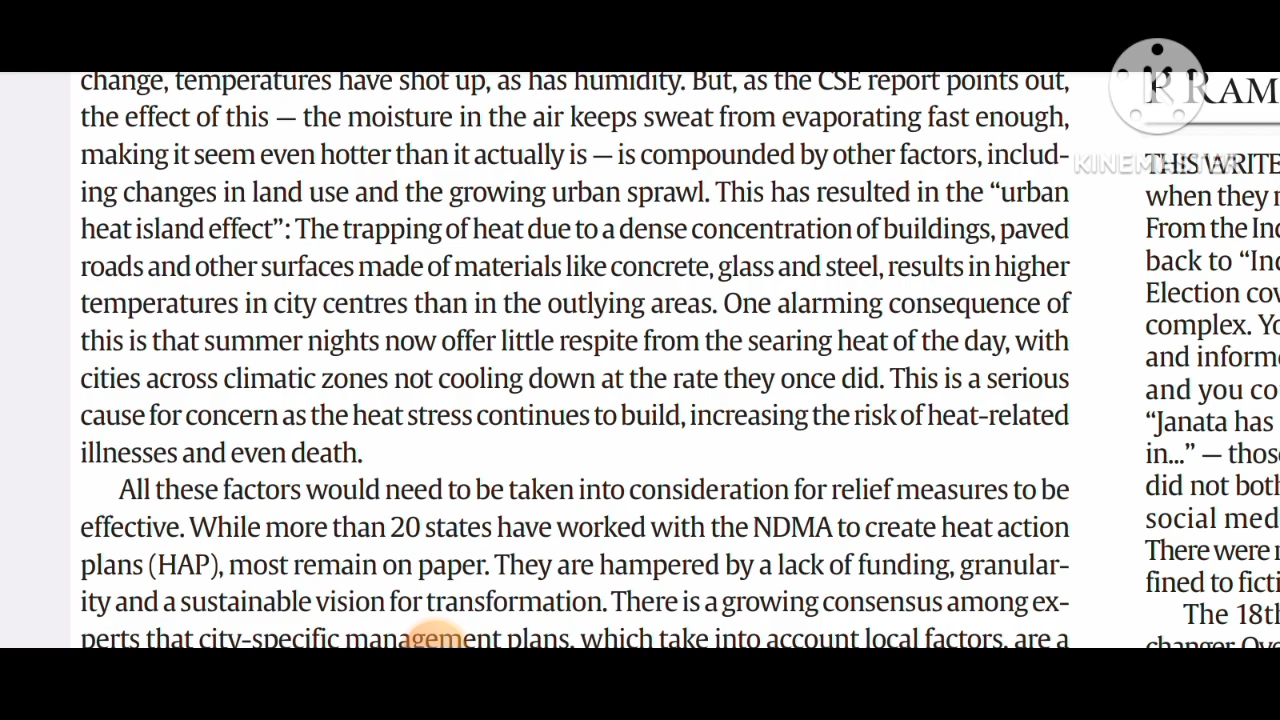 change, temperatures have shot up, as has humidity. But, as the CSE report points out,
the effect of this — the moisture in the air keeps sweat from evaporating fast enough,
making it seem even hotter than it actually is — is compounded by other factors, includ-
ing changes in land use and the growing urban sprawl. This has resulted in the “urban
heat island effect”: The trapping of heat due to a dense concentration of buildings, paved
roads and other surfaces made of materials like concrete, glass and steel, results in higher
temperatures in city centres than in the outlying areas. One alarming consequence of
this is that summer nights now offer little respite from the searing heat of the day, with
cities across climatic zones not cooling down at the rate they once did. This is a serious
cause for concern as the heat stress continues to build, increasing the risk of heat-related
illnesses and even death.
All these factors would need to be taken into consideration for relief measures to be
effective. While more than 20 states have worked with the NDMA to create heat action
plans (HAP), most remain on paper. They are hampered by a lack of funding, granular-
ity and a sustainable vision for transformation. There is a growing consensus among ex-
perts that city-specific management plans, which take into account local factors, are a
RAM
KINEMASTER
THIS WRITE
when they
From the Ind
back to “Ind
Election cov
complex. Yo
and informe
and you co
“Janata has
in...” — those
did not both
social med
There were
fined to ficti
The 18th
changer Ove